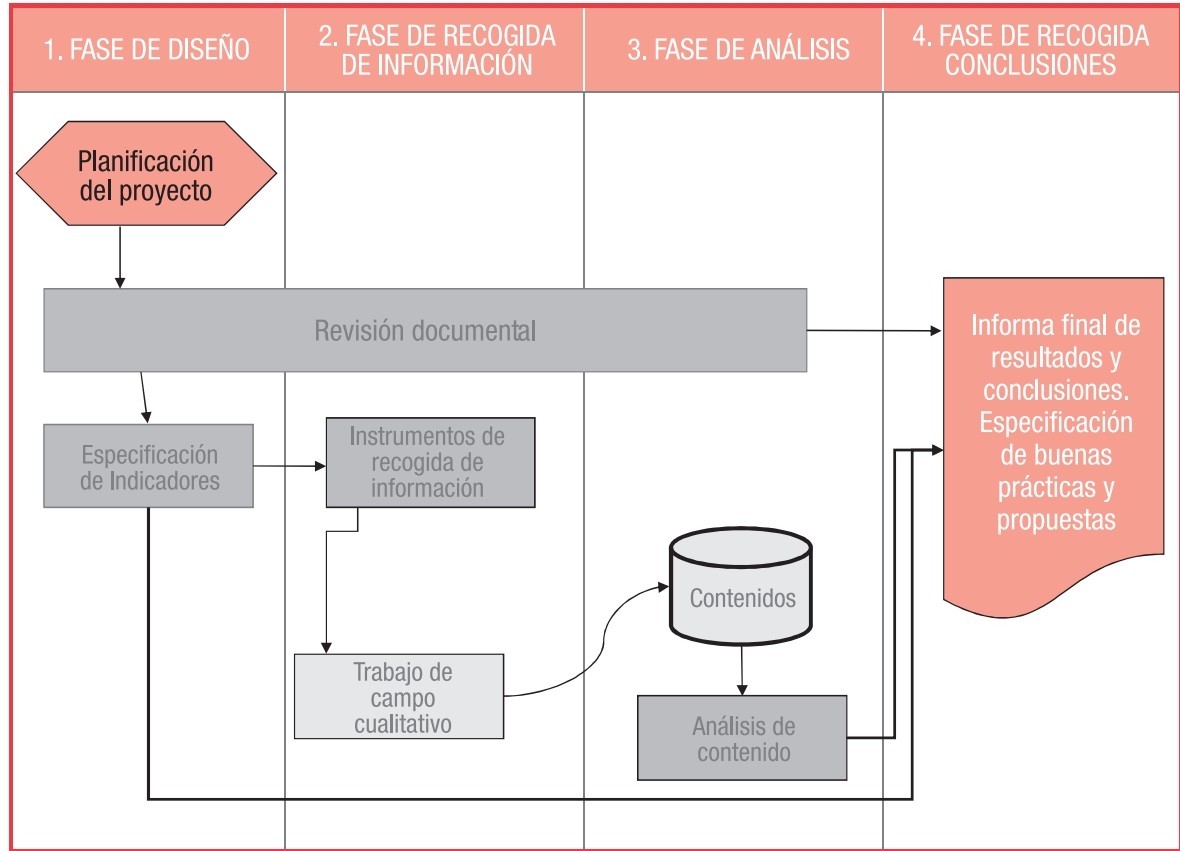 1. FASE DE DISEÑO
2. FASE DE RECOGIDA
DE INFORMACIÓN
3. FASE DE ANÁLISIS
4. FASE DE RECOGIDA
CONCLUSIONES
Planificación
del proyecto
Revisión documental
Informa final de
resultados y
conclusiones.
Especificación
de buenas
prácticas y
propuestas
Especificación
de Indicadores
Instrumentos de
recogida de
información
Contenidos
Trabajo de
campo
cualitativo
Análisis de
contenido